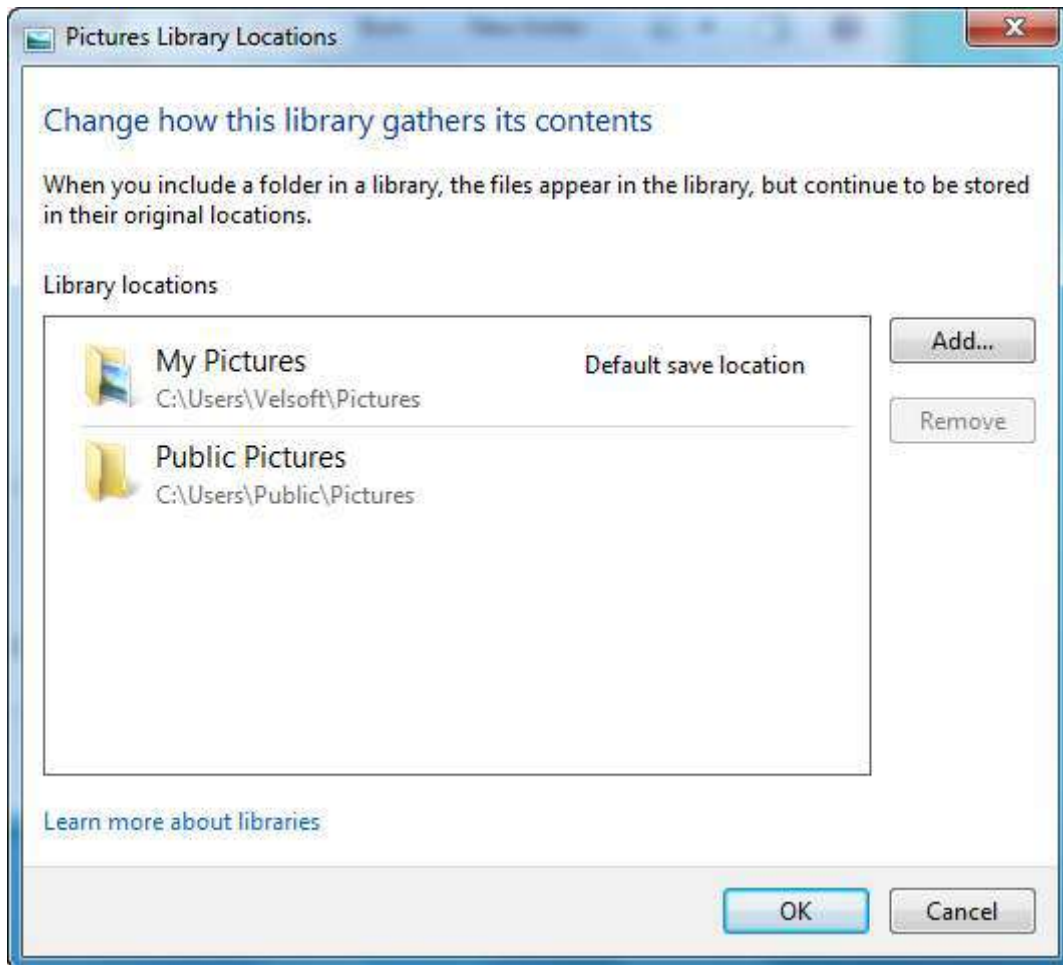 Pictures Library Locations
Change how this library gathers its contents
When you include a folder in a library, the files appear in the library, but continue to be stored
in their original locations.
Library locations
My Pictures
Default save location
C:\Users\Velsoft\Pictures
Public Pictures
C:\Users\Public\Pictures
Add...
Remove
Learn more about libraries
OK
Cancel